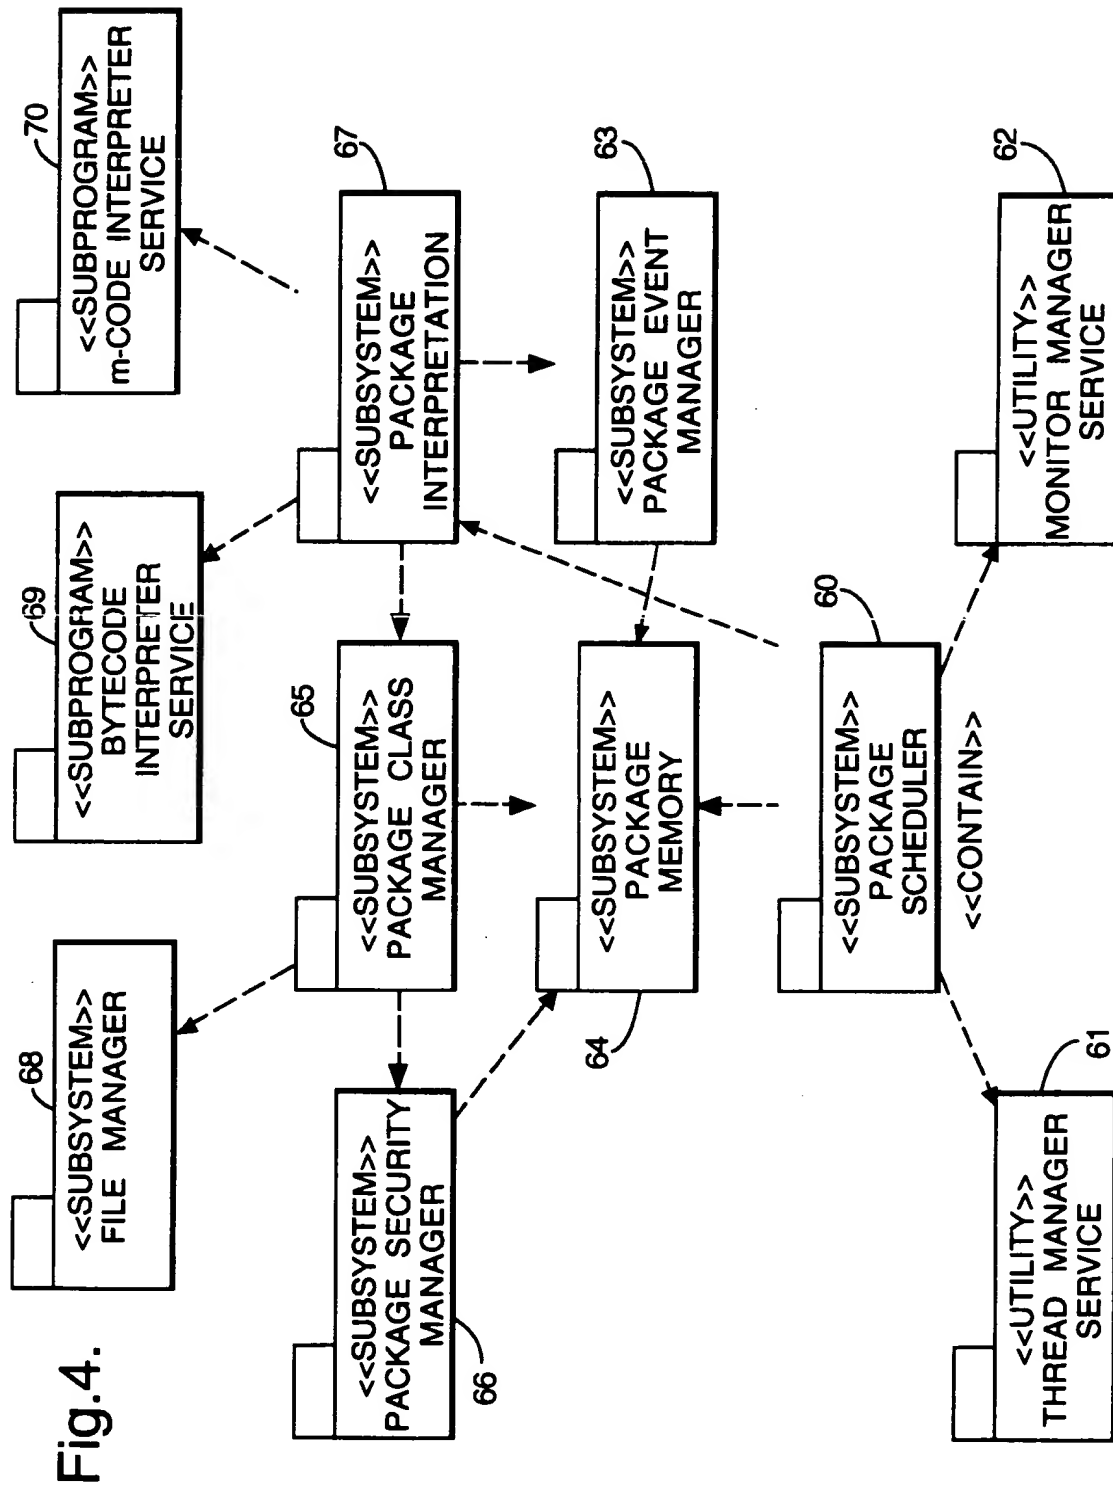 Fig.4.
68
<<SUBSYSTEM>>
FILE MANAGER
69
<<SUBPROGRAM>>
BYTECODE
INTERPRETER
SERVICE
70
<<SUBPROGRAM>>
m-CODE INTERPRETER
SERVICE
66
<<SUBSYSTEM>>
PACKAGE SECURITY
MANAGER
65
<<SUBSYSTEM>>
PACKAGE CLASS
MANAGER
67
<<SUBSYSTEM>>
PACKAGE
INTERPRETATION
64
<<SUBSYSTEM>>
PACKAGE
MEMORY
63
<<SUBSYSTEM>>
PACKAGE EVENT
MANAGER
60
<<SUBSYSTEM>>
PACKAGE
SCHEDULER
<<CONTAIN>>
61
<<UTILITY>>
THREAD MANAGER
SERVICE
62
<<UTILITY>>
MONITOR MANAGER
SERVICE